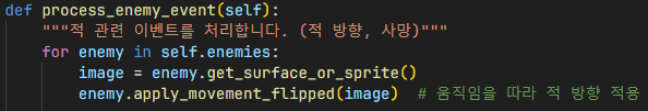 def process_enemy_event(self):
    """적 관련 이벤트를 처리합니다. (적 방향, 사망)"""
    for enemy in self.enemies:
        image = enemy.get_surface_or_sprite()
        enemy.apply_movement_flipped(image)  # 움직임을 따라 적 방향 적용